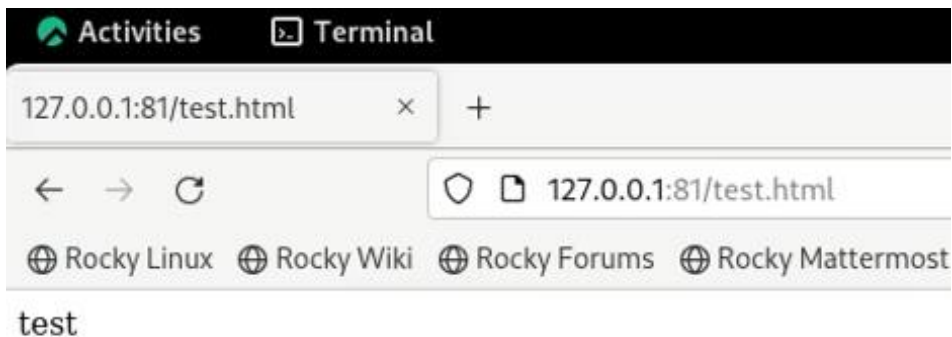 Activities Terminal
127.0.0.1:81/test.html
127.0.0.1:81/test.html
Rocky Linux Rocky Wiki Rocky Forums Rocky Mattermost
test